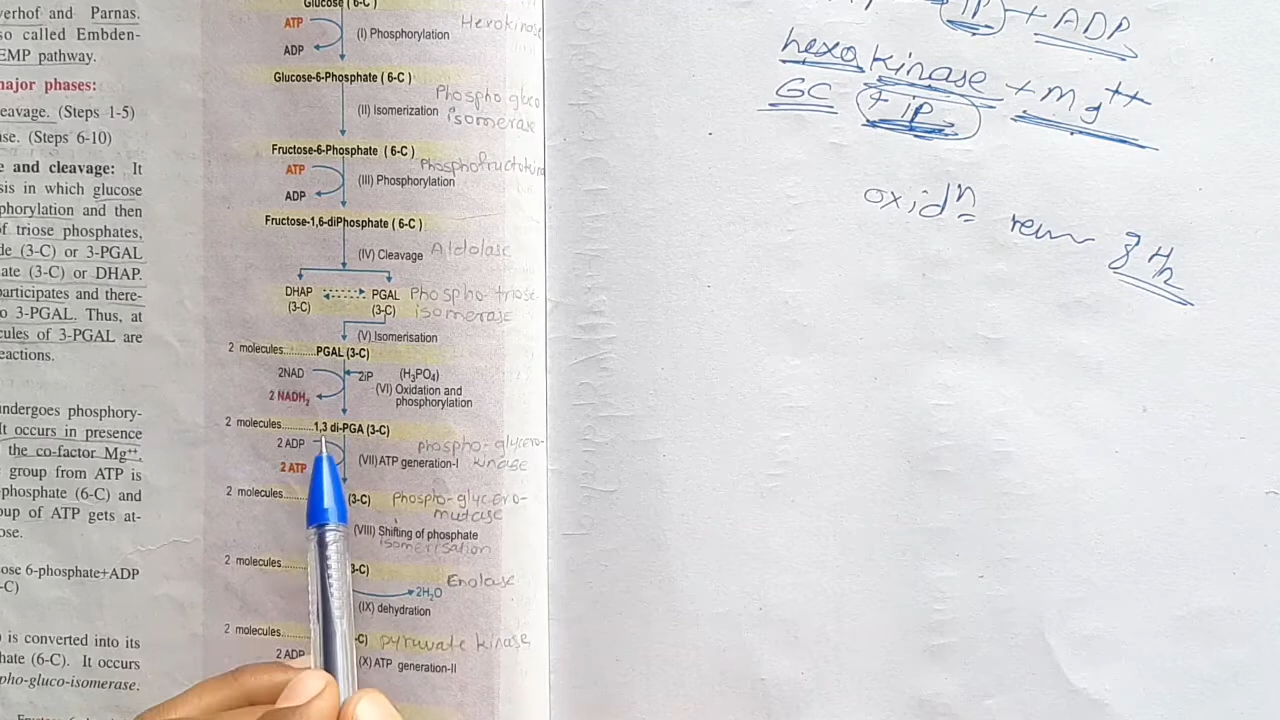 erhof and Parnas.
so called Embden-
EMP pathway.
major phases:
eavage. (Steps 1-5)
se. (Steps 6-10)
e and cleavage: It
sis in which glucose
phorylation and then
f triose phosphates,
de (3-C) or 3-PGAL
ate (3-C) or DHAP.
participates and there-
o 3-PGAL. Thus, at
cules of 3-PGAL are
eactions.
undergoes phosphory-
It occurs in presence
the co-factor Mg++.
group from ATP is
phosphate (6-C) and
oup of ATP gets at-
ose.
ose 6-phosphate+ADP
-C)
) is converted into its
hate (6-C). It occurs
pho-gluco-isomerase.
Glucose (6-C)
ATP
ADP
(I) Phosphorylation
Hexokinase
Glucose-6-Phosphate ( 6-C )
(II) Isomerization
Phospho gluco
isomerase
Fructose-6-Phosphate ( 6-C )
ATP
ADP
(III) Phosphorylation
Phosphofructokin
Fructose-1,6-diPhosphate ( 6-C )
(IV) Cleavage
Aldolase
DHAP
(3-C)
PGAL
(3-C)
Phospho-triose-
isomerase
(V) Isomerisation
2 molecules............PGAL (3-C)
2NAD
2 NADH₂
2iP
(H₃PO₄)
(VI) Oxidation and
phosphorylation
2 molecules............1,3 di-PGA (3-C)
2 ADP
2 ATP
(VII) ATP generation-I
phospho-glycero-
kinase
2 molecules......
(3-C)
Phospho-glycero-
mutase
(VIII) Shifting of phosphate
isomerisation
2 molecules......
3-C)
Enolase
2H₂O
(IX) dehydration
2 molecules......
-C)
pyruvate kinase
2 ADP
(X) ATP generation-II
iP + ADP
hexokinase + Mg++
GC + iP
oxidn =
H₂